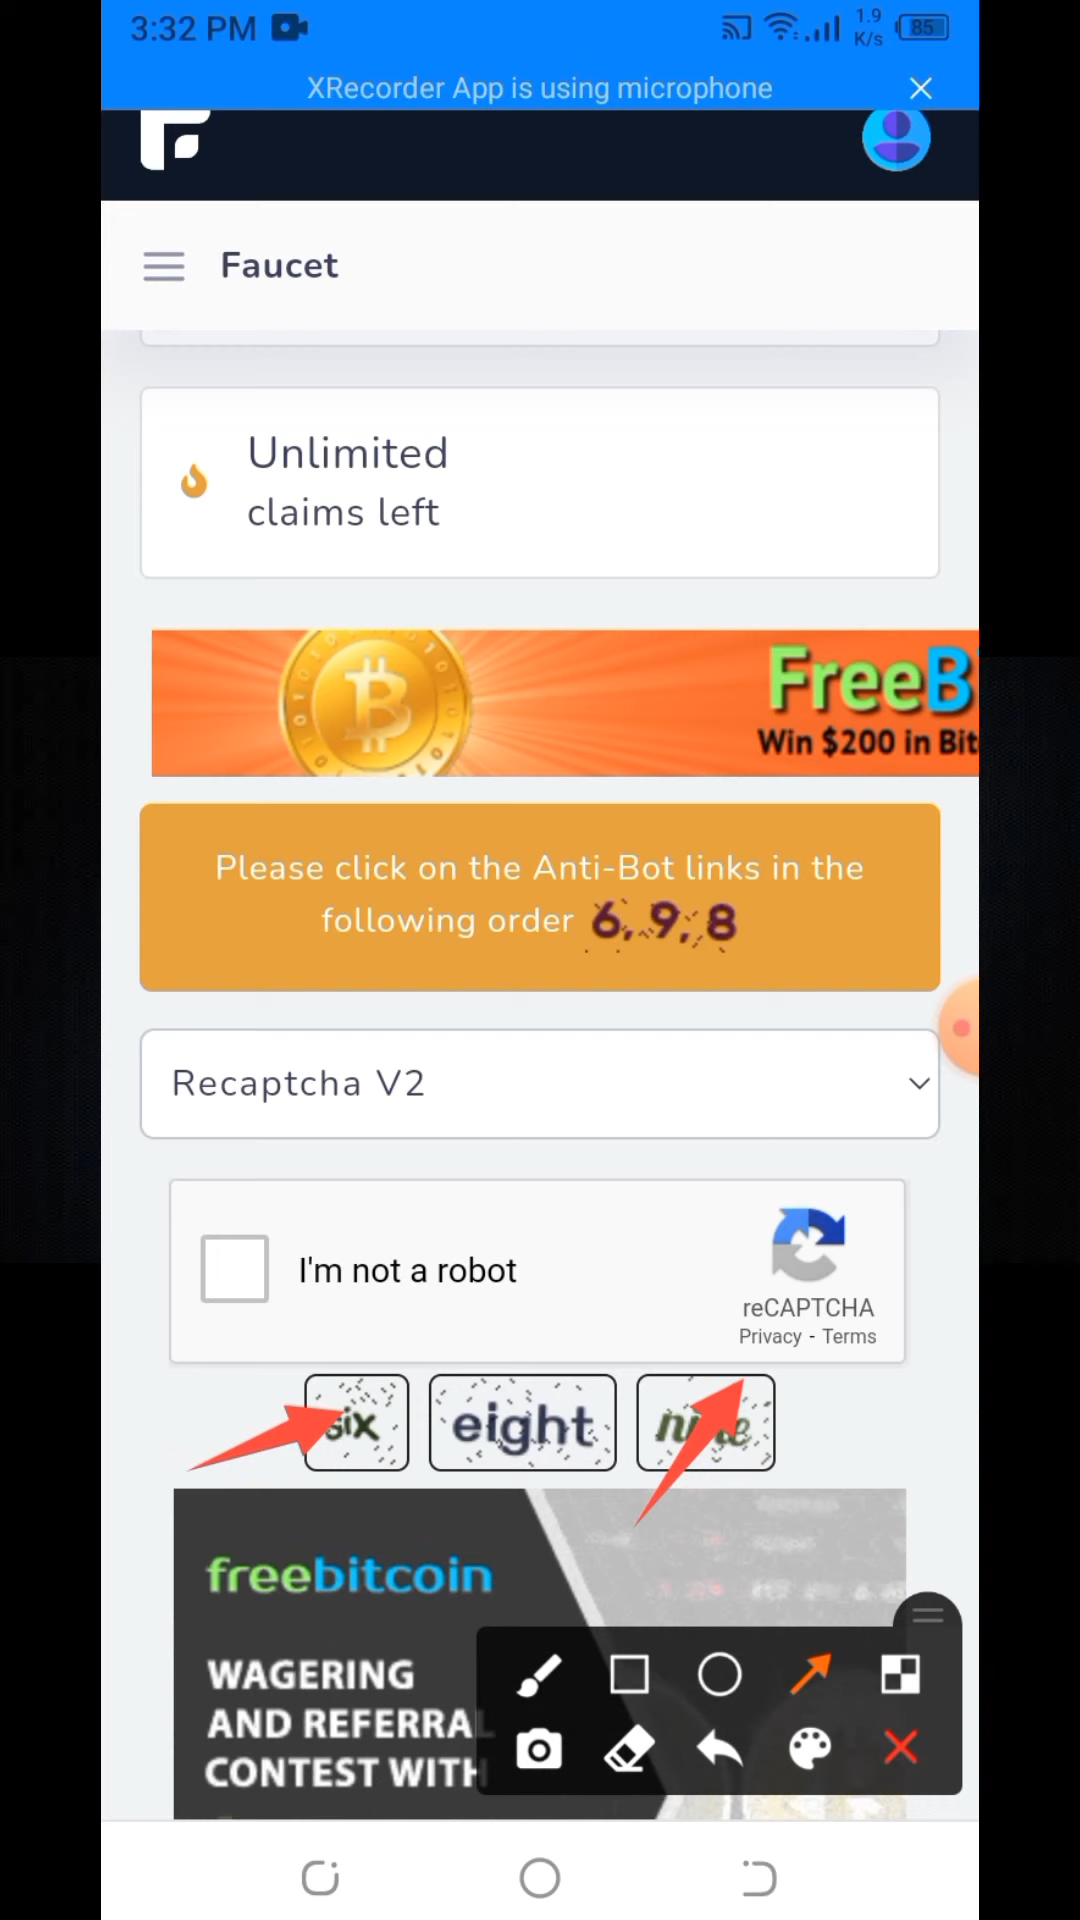 3:32 PM
1.9
K/s
85
XRecorder App is using microphone
Faucet
Unlimited
claims left
FreeB
Win $200 in Bit
Please click on the Anti-Bot links in the
following order 6, 9, 8
Recaptcha V2
I'm not a robot
reCAPTCHA
Privacy - Terms
six eight nine
freebitcoin
WAGERING
AND REFERRAL
CONTEST WITH